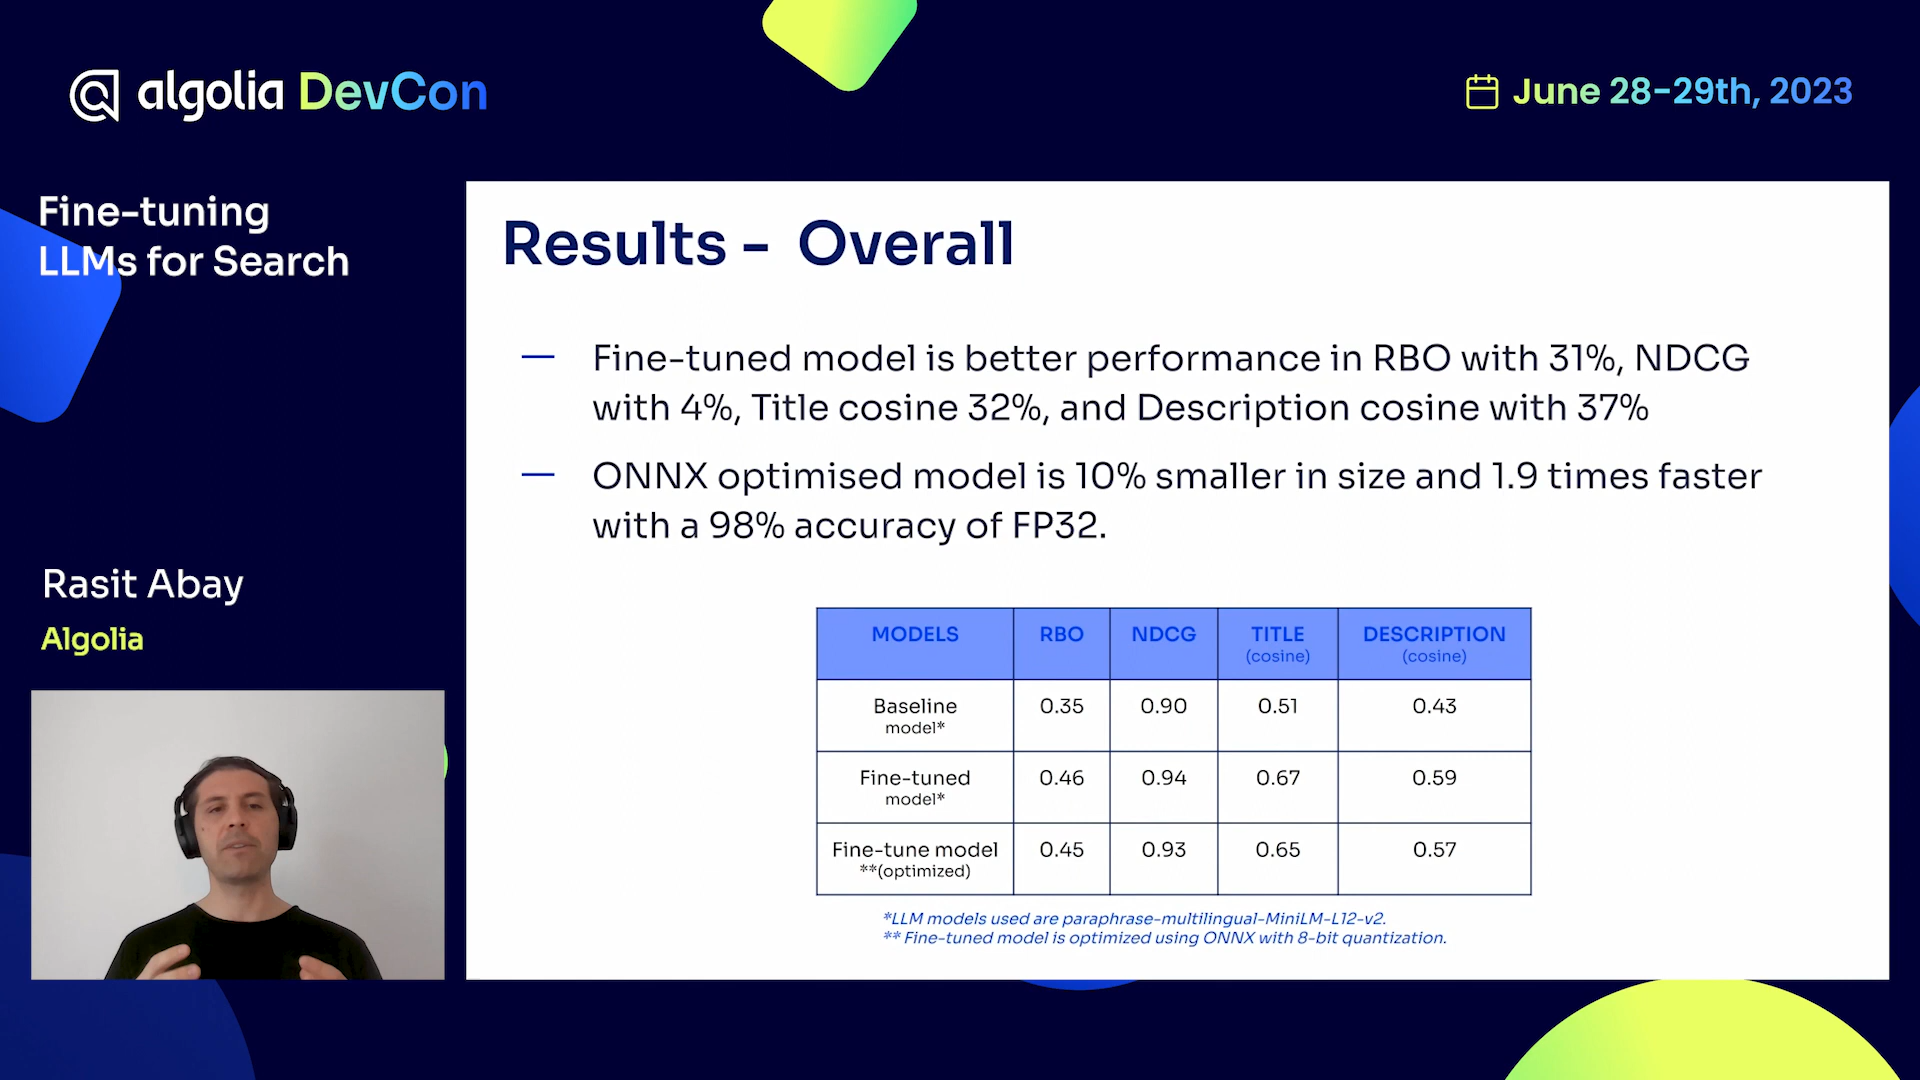 algolia DevCon
June 28-29th, 2023
Fine-tuning
LLMs for Search
Rasit Abay
Algolia
Results - Overall
— Fine-tuned model is better performance in RBO with 31%, NDCG
with 4%, Title cosine 32%, and Description cosine with 37%
— ONNX optimised model is 10% smaller in size and 1.9 times faster
with a 98% accuracy of FP32.
MODELS RBO NDCG TITLE DESCRIPTION
(cosine) (cosine)
Baseline 0.35 0.90 0.51 0.43
model*
Fine-tuned 0.46 0.94 0.67 0.59
model*
Fine-tune model 0.45 0.93 0.65 0.57
**(optimized)
*LLM models used are paraphrase-multilingual-MiniLM-L12-v2.
** Fine-tuned model is optimized using ONNX with 8-bit quantization.